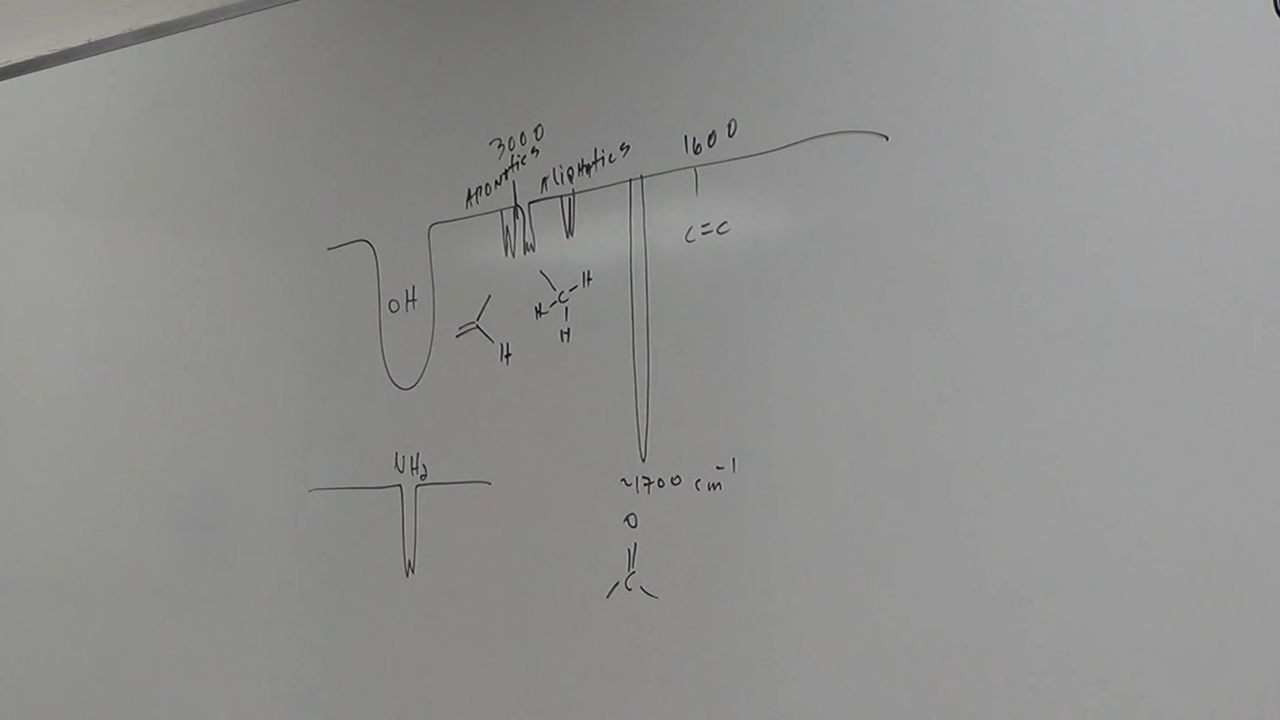 3000
Aromatics
Aliphatics
1600
C=C
OH
H
H
C
H
H
NH2
~1700 cm-1
O
C